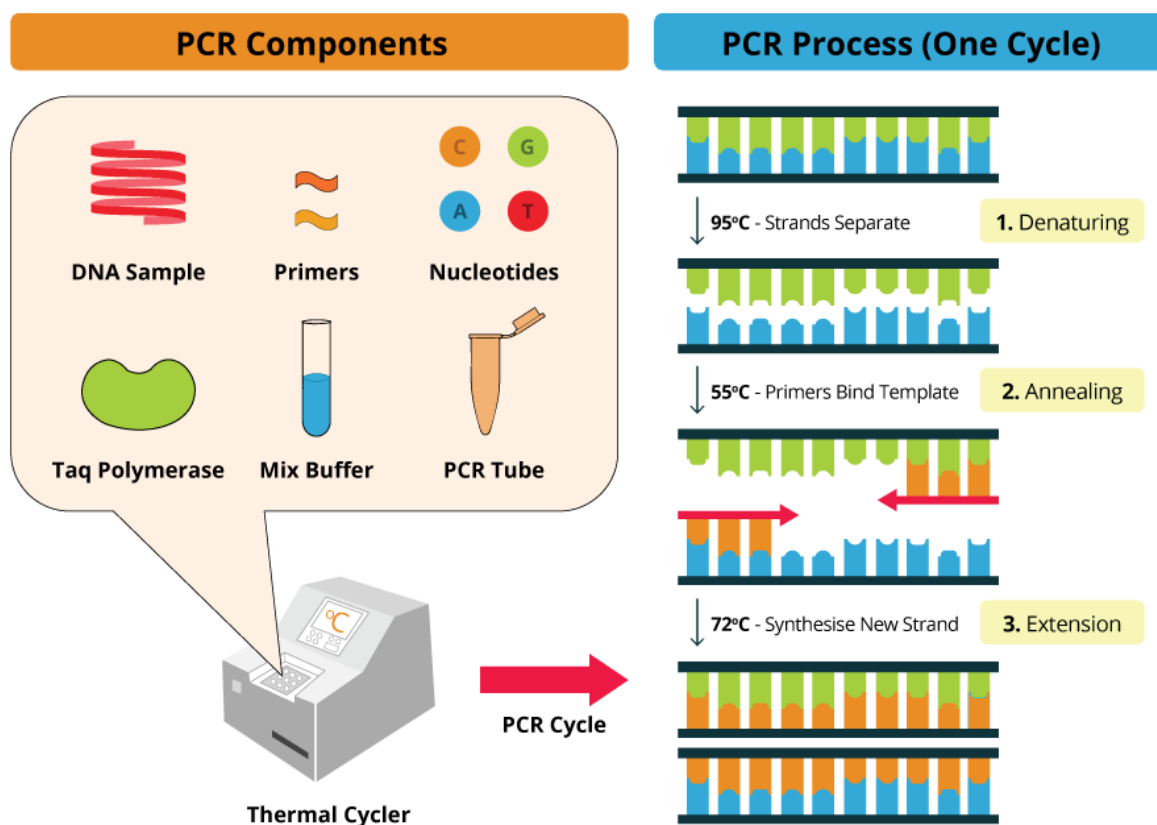 PCR Components
C G
A T
DNA Sample
Primers
Nucleotides
Taq Polymerase
Mix Buffer
PCR Tube
°C
Thermal Cycler
PCR Cycle
PCR Process (One Cycle)
95ºC - Strands Separate
1. Denaturing
55ºC - Primers Bind Template
2. Annealing
72ºC - Synthesise New Strand
3. Extension